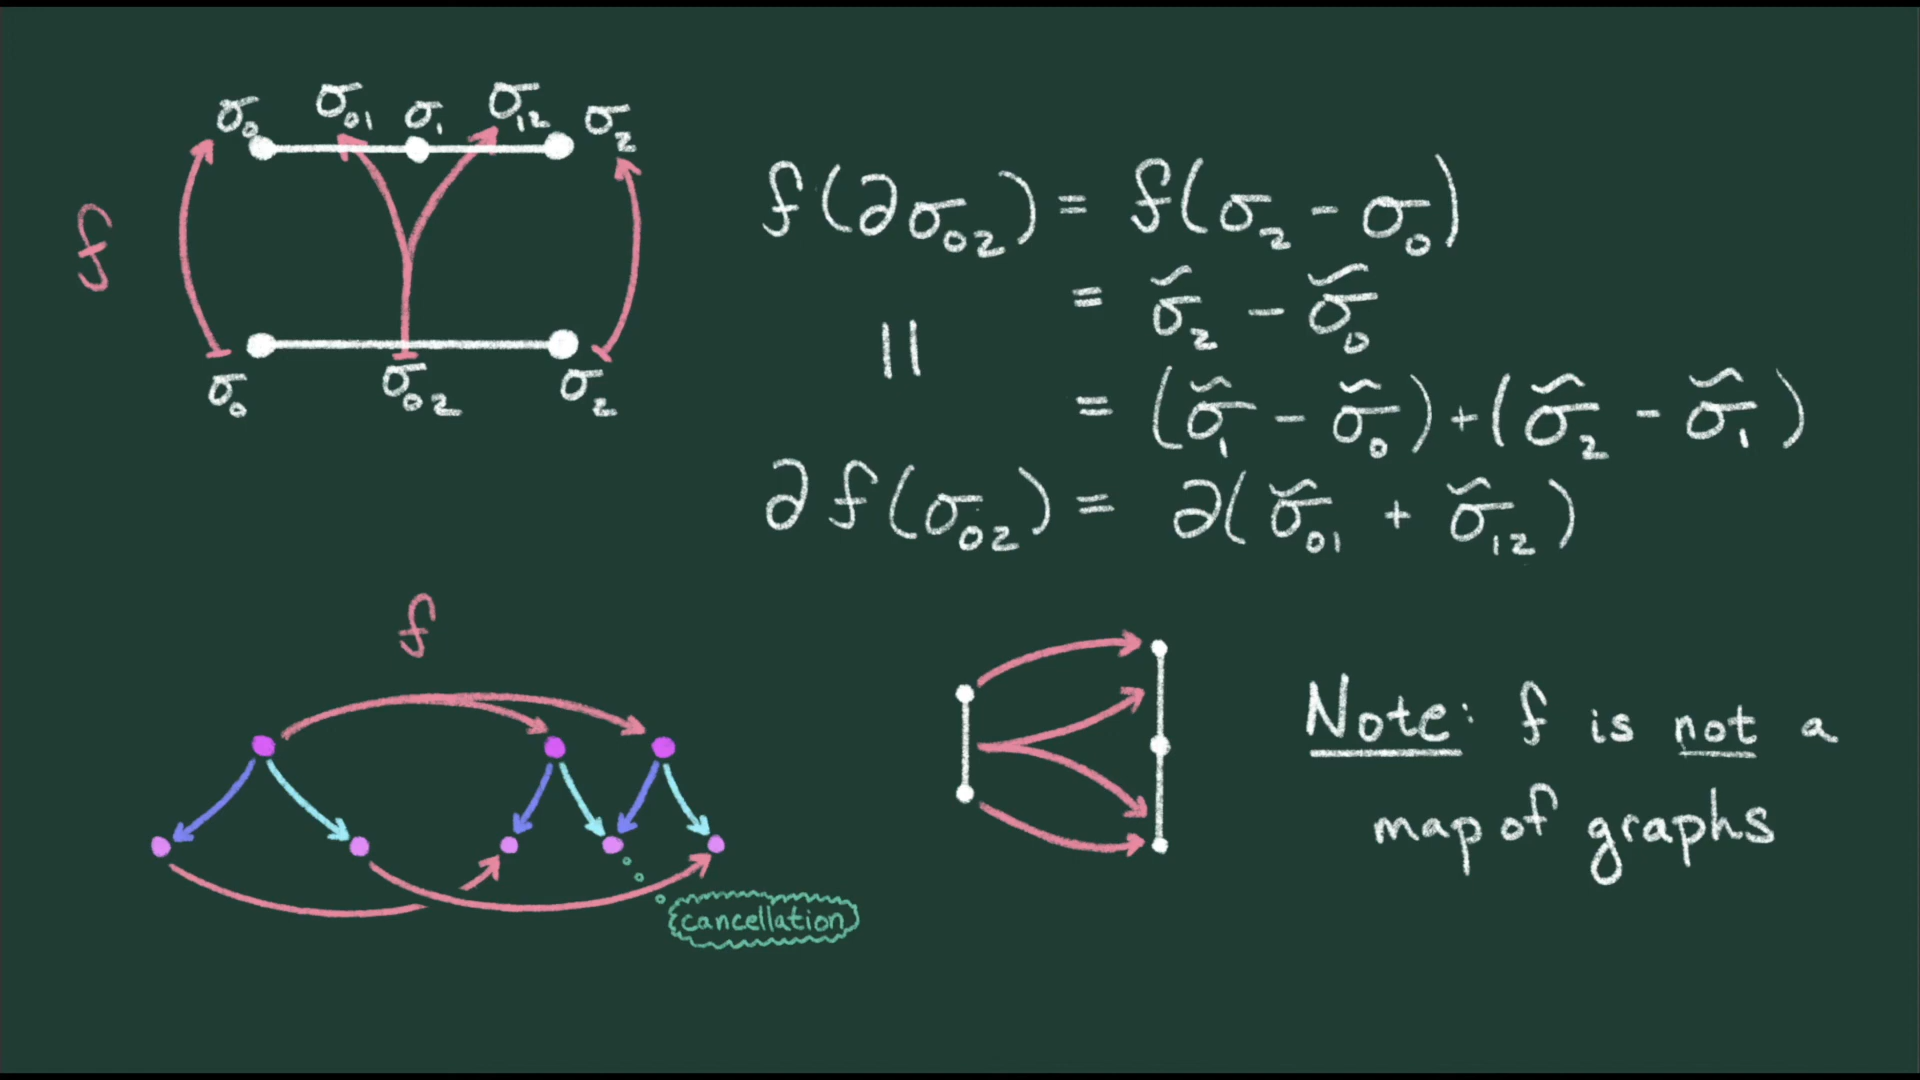 σ₀ σ₀₁ σ₁ σ₁₂ σ₂
f
σ₀ σ₀₂ σ₂
f(∂σ₀₂) = f(σ₂ - σ₀)
= σ̃₂ - σ̃₀
||
= (σ̃₁ - σ̃₀) + (σ̃₂ - σ̃₁)
∂f(σ₀₂) = ∂(σ̃₀₁ + σ̃₁₂)
f
cancellation
Note: f is not a
map of graphs